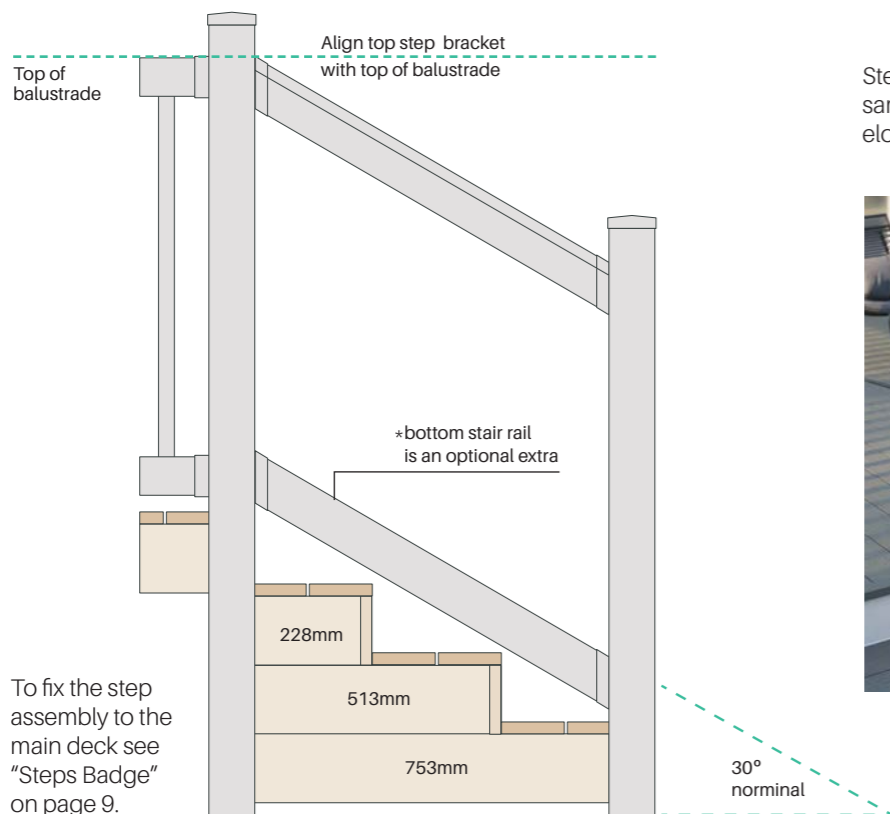 Top of
balustrade
Align top step bracket
with top of balustrade
Ste
sar
elo
*bottom stair rail
is an optional extra
228mm
513mm
753mm
To fix the step
assembly to the
main deck see
"Steps Badge"
on page 9.
30°
norminal